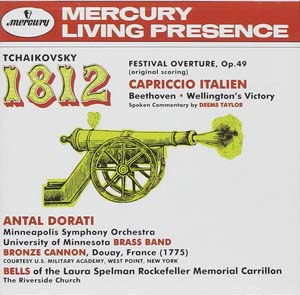 mercury
MERCURY
LIVING PRESENCE
TCHAIKOVSKY
1812
FESTIVAL OVERTURE, Op.49
(original scoring)
CAPRICCIO ITALIEN
Beethoven • Wellington's Victory
Spoken Commentary by DEEMS TAYLOR
ANTAL DORATI
Minneapolis Symphony Orchestra
University of Minnesota BRASS BAND
BRONZE CANNON, Douay, France (1775)
COURTESY U.S. MILITARY ACADEMY, WEST POINT, NEW YORK
BELLS of the Laura Spelman Rockefeller Memorial Carrillon
The Riverside Church